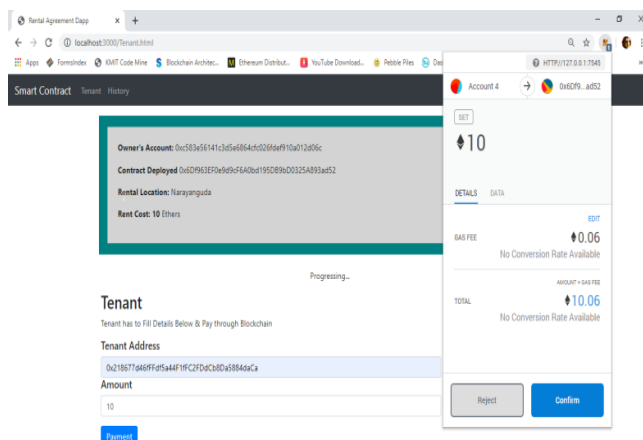 Rental Agreement Dapp
localhost:3000/Tenant.html
Apps
FormsIndex
KMIT Code Mine
Blockchain Architec...
Ethereum Distribut...
YouTube Download...
Pebble Piles
Das
HTTP://127.0.0.1:7545
Smart Contract
Tenant
History
Account 4
0x6Df9...ad52
SET
10
Owner's Account: 0xc583e56141c3d5e6864cfc026fdef910a012d06c
Contract Deployed 0x6Df963EF0e9d9cF6A0bd195D89bD0325A893ad52
Rental Location: Narayanguda
Rent Cost: 10 Ethers
DETAILS
DATA
EDIT
GAS FEE
0.06
No Conversion Rate Available
AMOUNT + GAS FEE
TOTAL
10.06
No Conversion Rate Available
Progressing...
Tenant
Tenant has to Fill Details Below & Pay through Blockchain
Tenant Address
0x218677d46fFFdf5a44F1fFC2FDdCb8Da5884daCa
Amount
10
Payment
Reject
Confirm